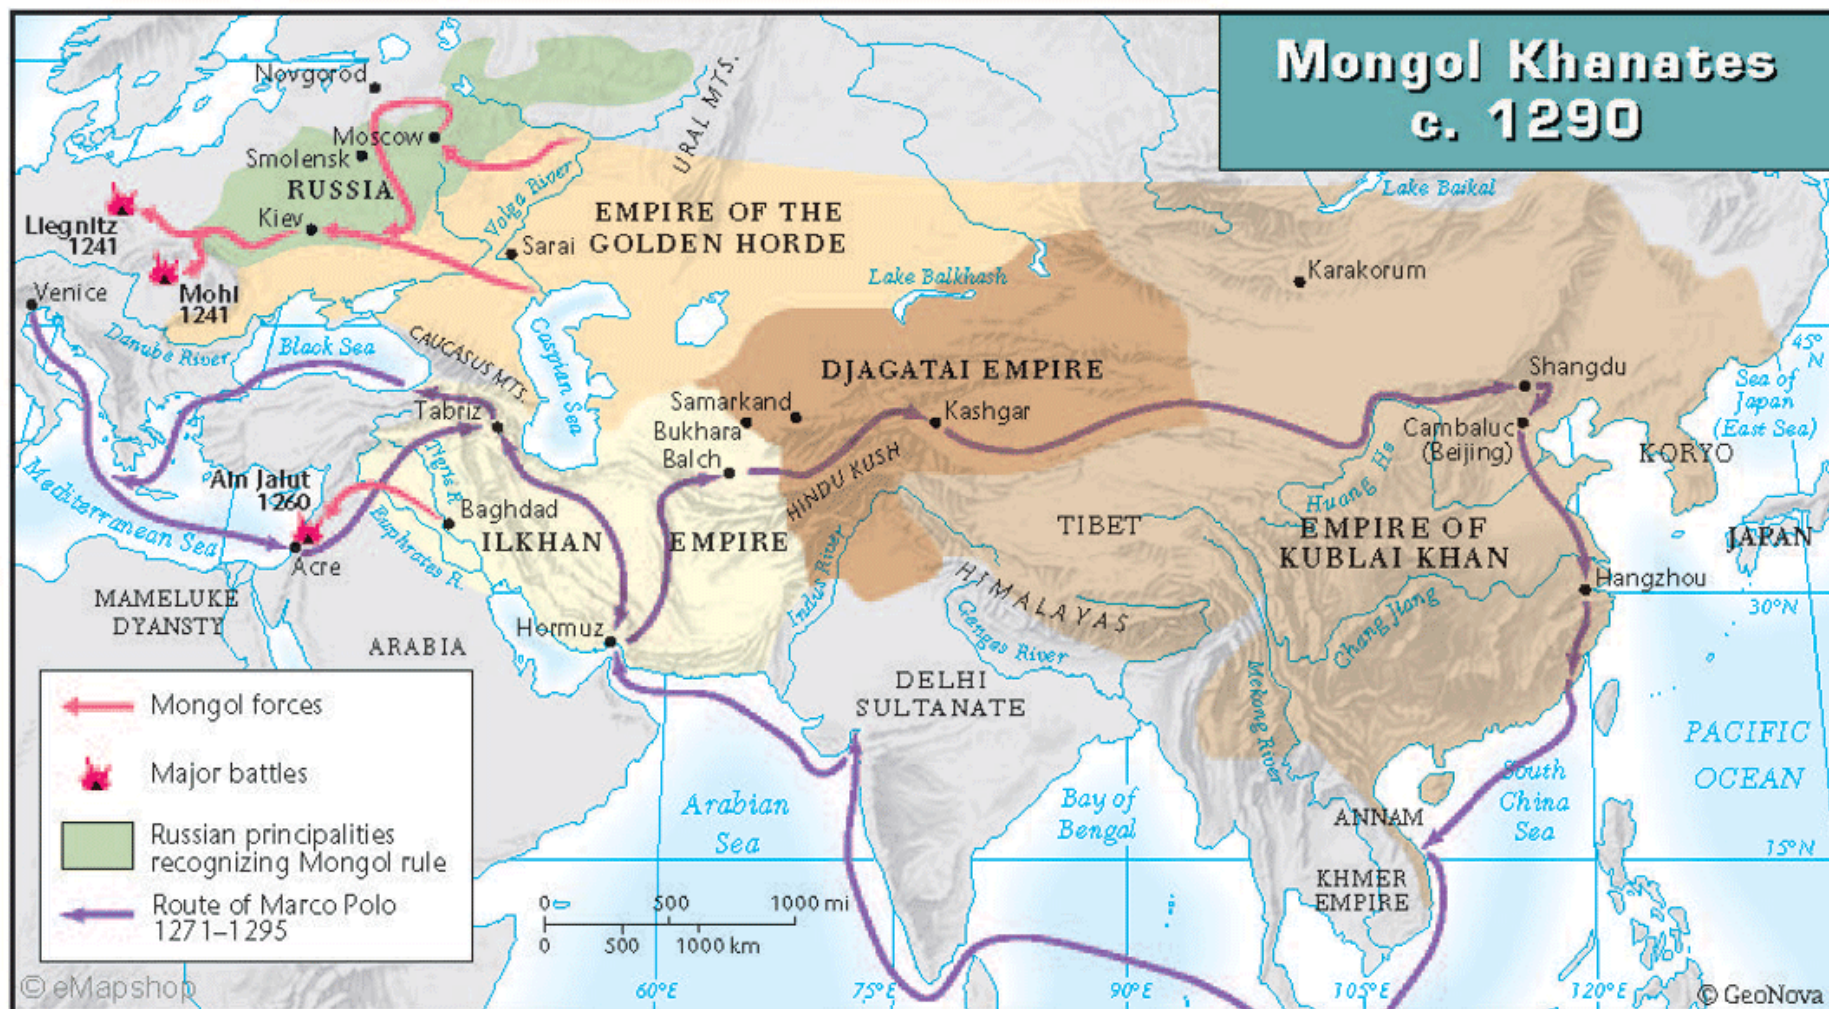 Mongol Khanates
c. 1290
Novgorod
Moscow
Smolensk
RUSSIA
Kiev
Liegnitz
1241
Mohi
1241
Venice
Danube River
Black Sea
CAUCASUS MTS.
Caspian Sea
Volga River
URAL MTS.
Sarai
EMPIRE OF THE
GOLDEN HORDE
Lake Balkhash
Lake Baikal
Karakorum
DJAGATAI EMPIRE
Samarkand
Bukhara
Balch
Kashgar
HINDU KUSH
Shangdu
Cambaluc
(Beijing)
Huang He
KORYO
Sea of
Japan
(East Sea)
45°
N
JAPAN
Tabriz
Tigris R.
Ain Jalut
1260
Mediterranean Sea
Baghdad
Euphrates R.
ILKHAN EMPIRE
Acre
Indus River
TIBET
HIMALAYAS
Ganges River
EMPIRE OF
KUBLAI KHAN
Chang Jiang
Hangzhou
30°N
MAMELUKE
DYANSTY
ARABIA
Hormuz
DELHI
SULTANATE
Mekong River
PACIFIC
OCEAN
Arabian
Sea
Bay of
Bengal
South
China
Sea
ANNAM
15°N
KHMER
EMPIRE
Mongol forces
Major battles
Russian principalities
recognizing Mongol rule
Route of Marco Polo
1271–1295
0 500 1000 mi
0 500 1000 km
60°E
75°E
90°E
105°E
120°E
© eMapshop
© GeoNova